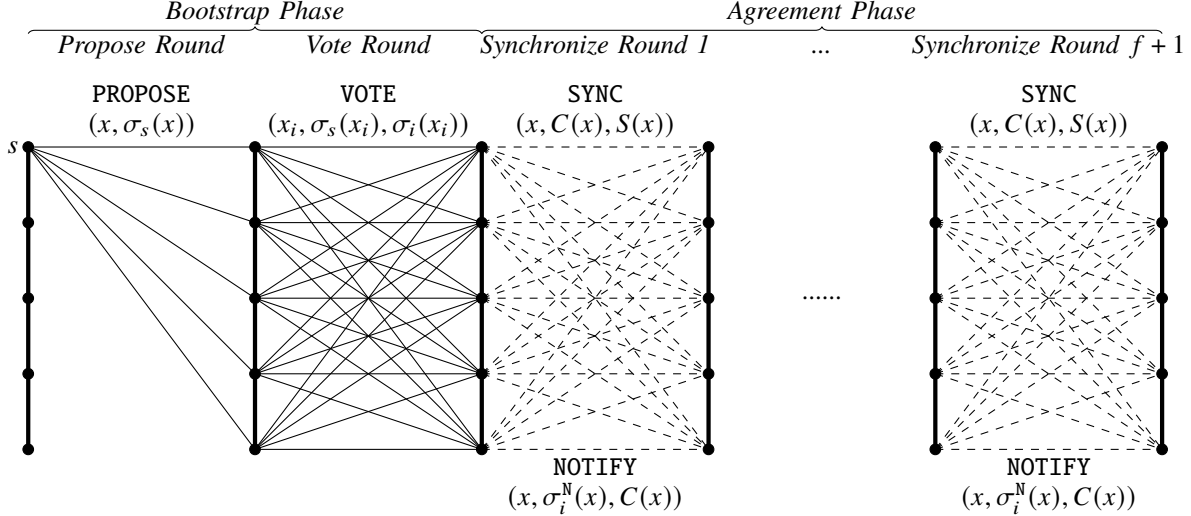 Bootstrap Phase Agreement Phase
Propose Round Vote Round Synchronize Round 1 ... Synchronize Round f + 1
PROPOSE VOTE SYNC SYNC
(x, σ_s(x)) (x_i, σ_s(x_i), σ_i(x_i)) (x, C(x), S(x)) (x, C(x), S(x))
s
......
NOTIFY NOTIFY
(x, σ_i^N(x), C(x)) (x, σ_i^N(x), C(x))